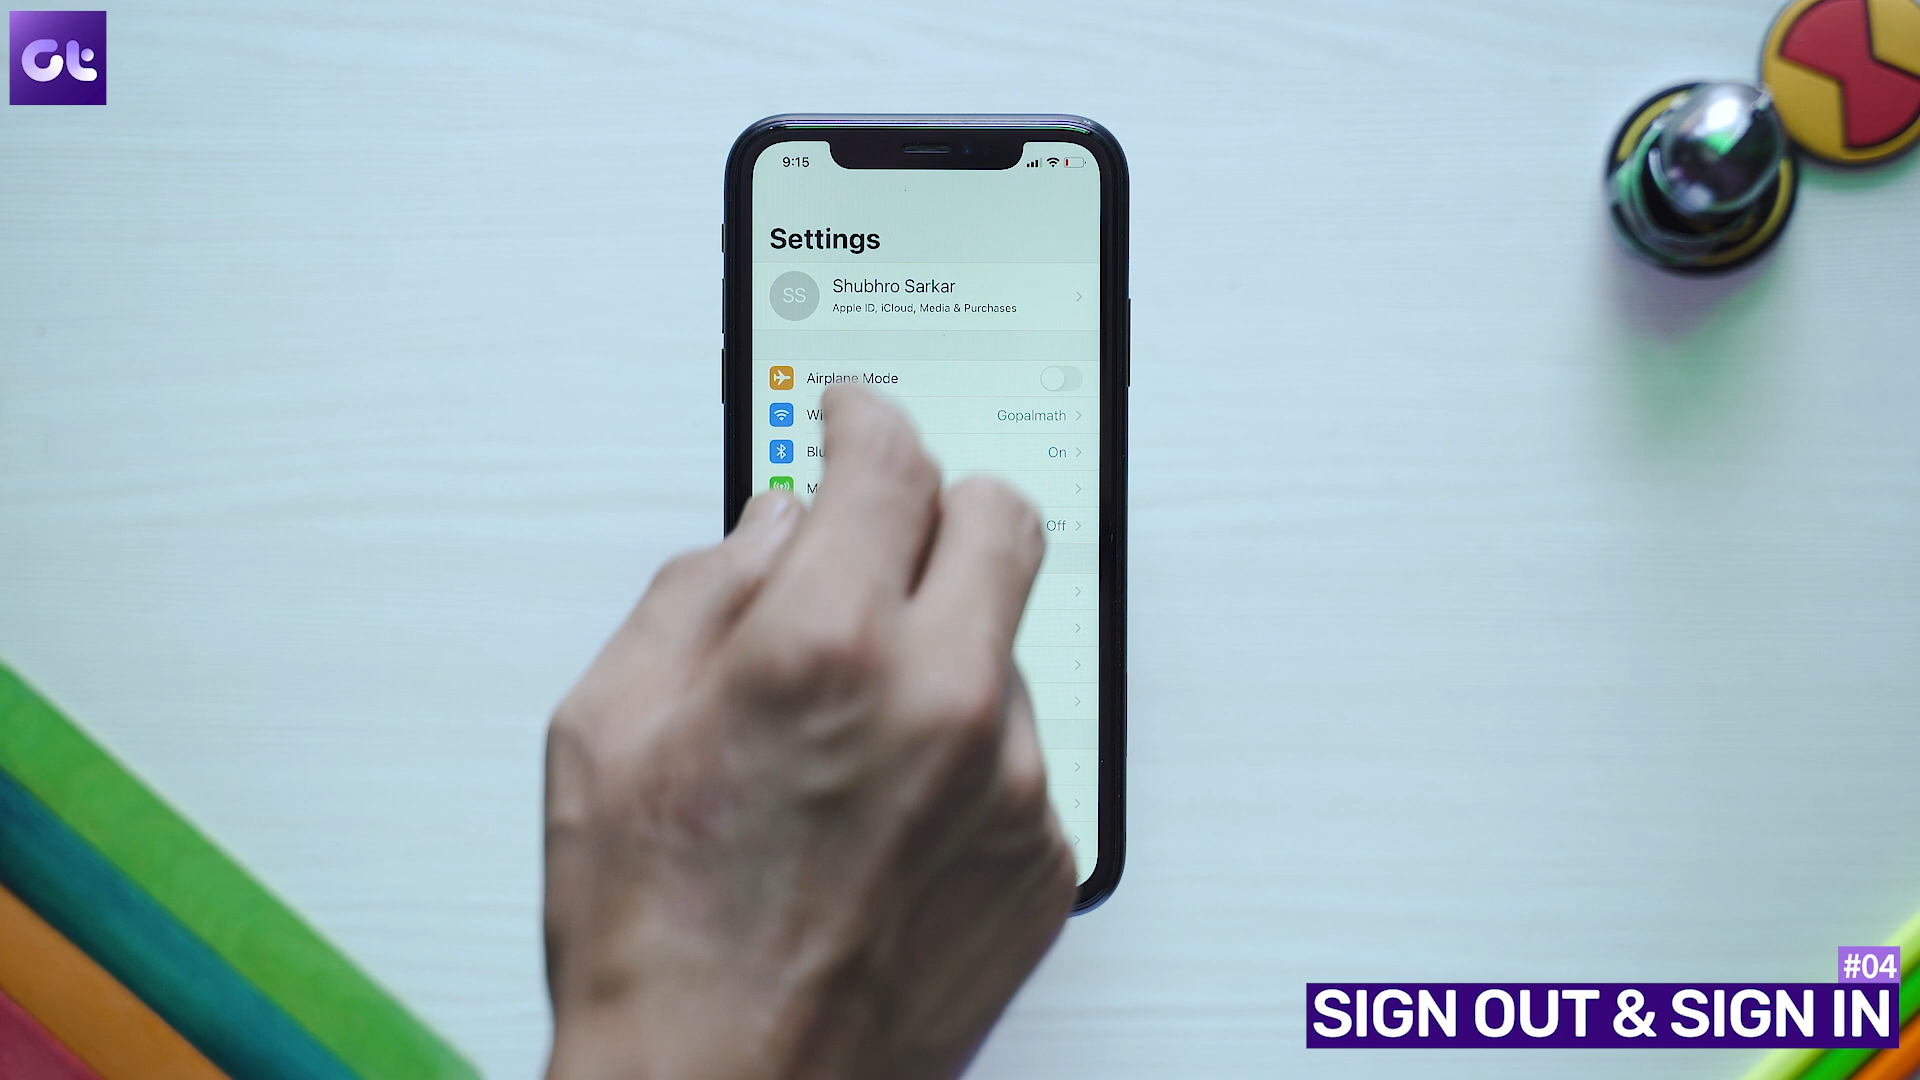 Gt
9:15
Settings
SS
Shubhro Sarkar
Apple ID, iCloud, Media & Purchases
Airplane Mode
Gopalmath
On
Off
#04
SIGN OUT & SIGN IN